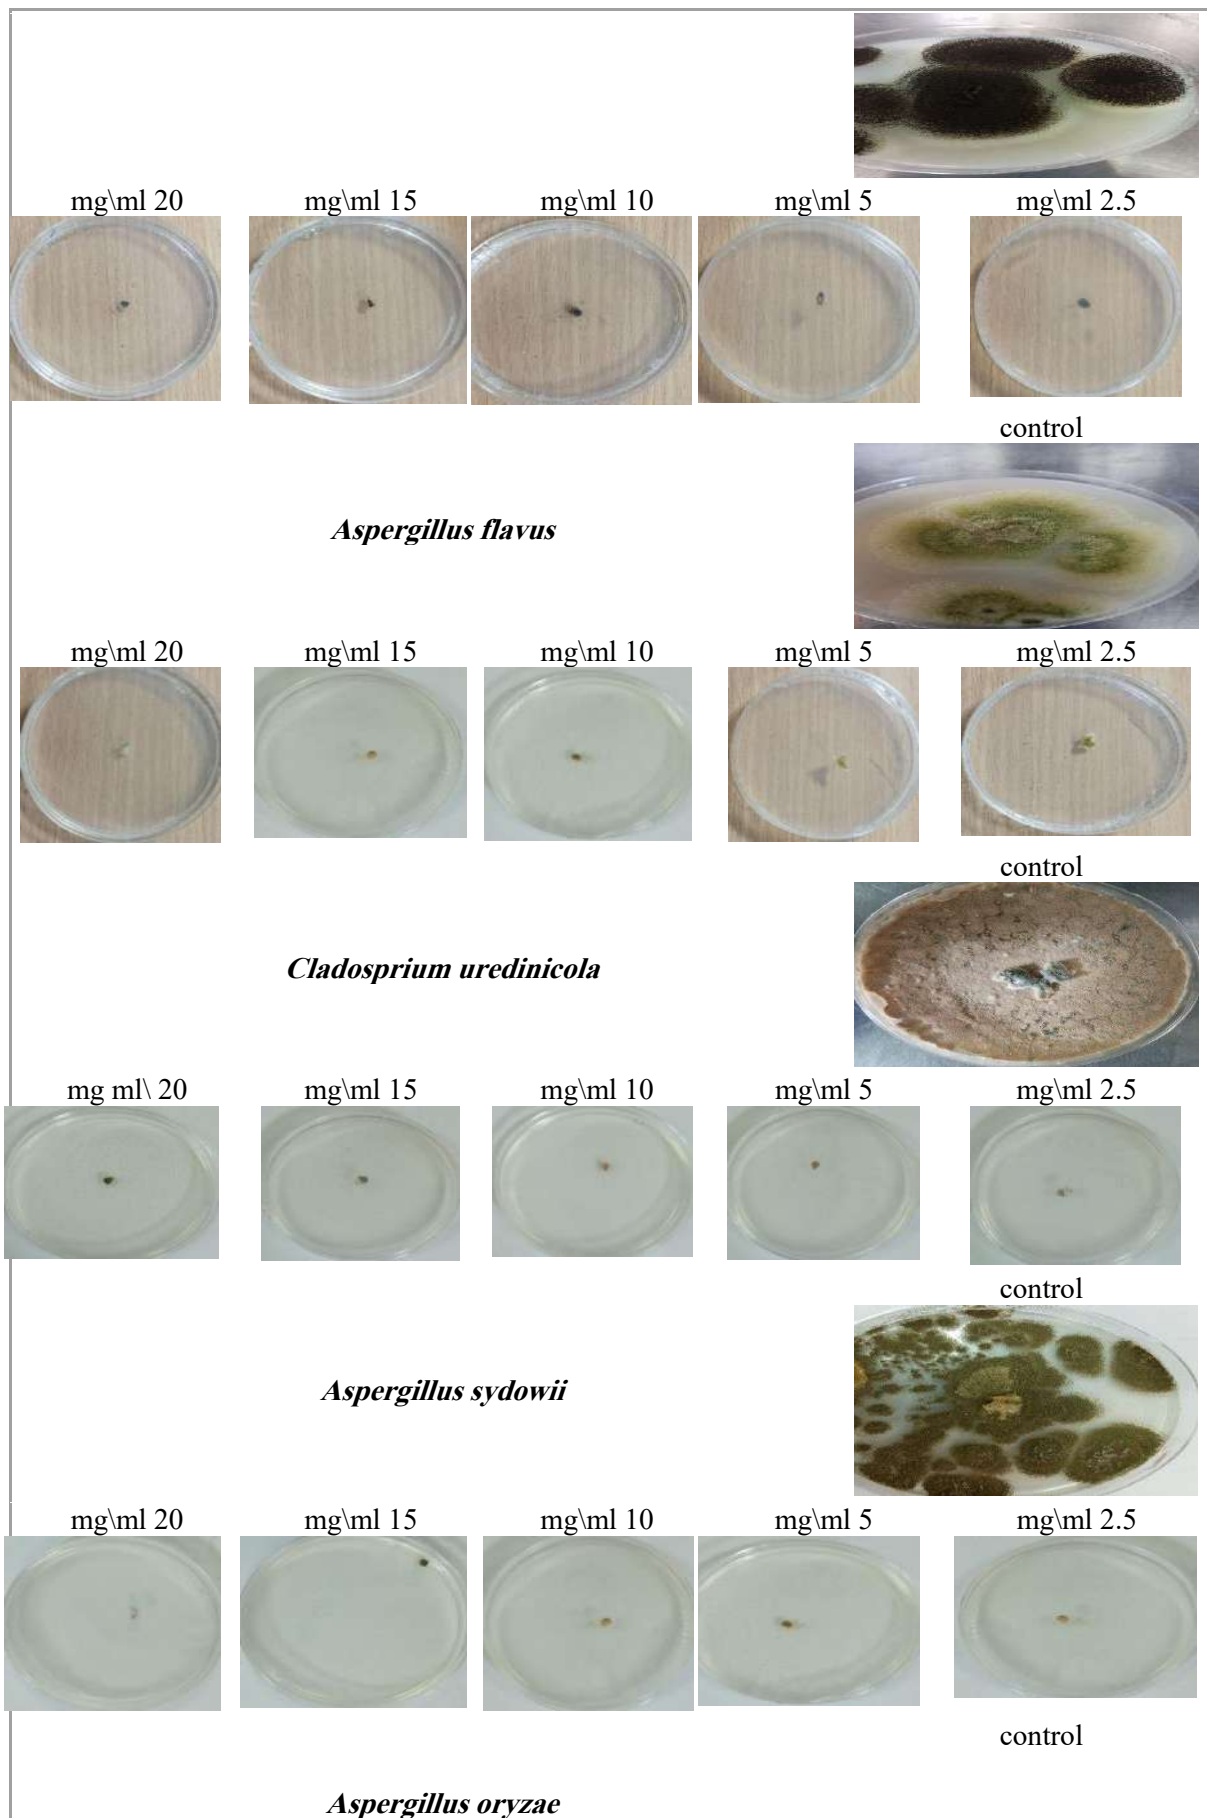 mg\ml 20 mg\ml 15 mg\ml 10 mg\ml 5 mg\ml 2.5
control
Aspergillus flavus
mg\ml 20 mg\ml 15 mg\ml 10 mg\ml 5 mg\ml 2.5
control
Cladosprium uredinicola
mg ml\ 20 mg\ml 15 mg\ml 10 mg\ml 5 mg\ml 2.5
control
Aspergillus sydowii
mg\ml 20 mg\ml 15 mg\ml 10 mg\ml 5 mg\ml 2.5
control
Aspergillus oryzae